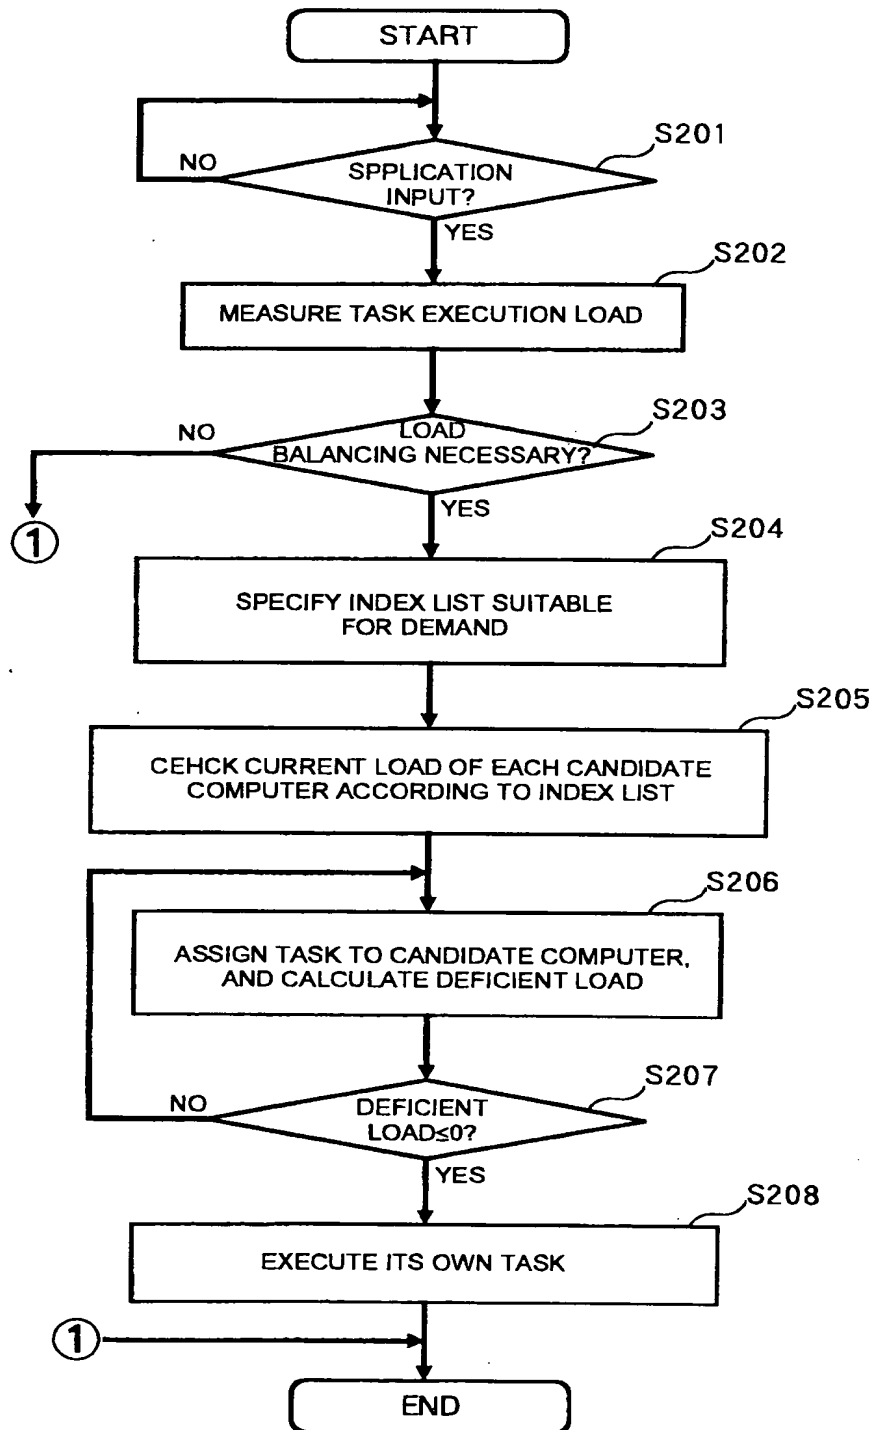 START
S201
NO
SPPLICATION
INPUT?
YES
S202
MEASURE TASK EXECUTION LOAD
S203
NO
LOAD
BALANCING NECESSARY?
YES
1
S204
SPECIFY INDEX LIST SUITABLE
FOR DEMAND
S205
CEHCK CURRENT LOAD OF EACH CANDIDATE
COMPUTER ACCORDING TO INDEX LIST
S206
ASSIGN TASK TO CANDIDATE COMPUTER,
AND CALCULATE DEFICIENT LOAD
S207
NO
DEFICIENT
LOAD≤0?
YES
S208
EXECUTE ITS OWN TASK
1
END